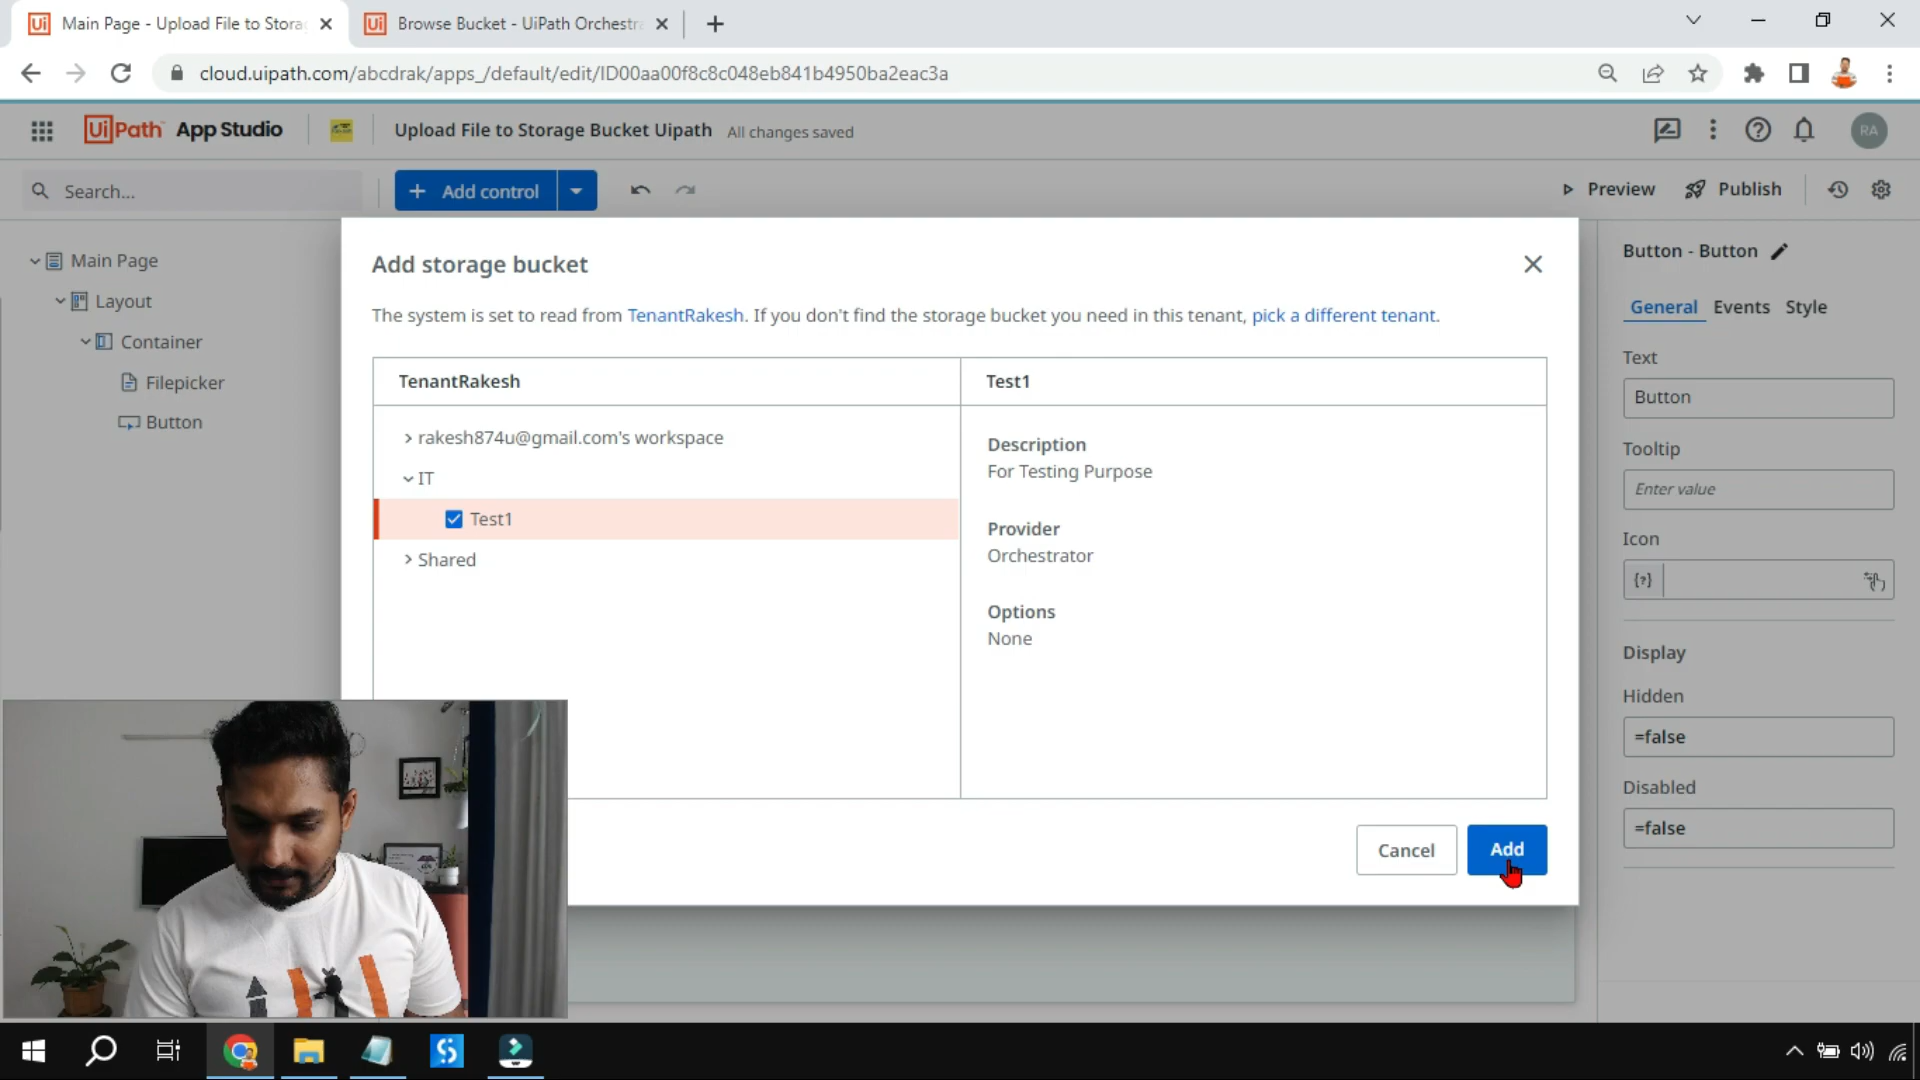 Main Page - Upload File to Stora
Browse Bucket - UiPath Orchestra
cloud.uipath.com/abcdrak/apps_/default/edit/ID00aa00f8c8c048eb841b4950ba2eac3a
UiPath App Studio
Upload File to Storage Bucket Uipath All changes saved
RA
Search...
+ Add control
Preview
Publish
Main Page
Layout
Container
Filepicker
Button
Add storage bucket
The system is set to read from TenantRakesh. If you don't find the storage bucket you need in this tenant, pick a different tenant.
TenantRakesh
rakesh874u@gmail.com's workspace
IT
Test1
Shared
Test1
Description
For Testing Purpose
Provider
Orchestrator
Options
None
Cancel
Add
Button - Button
General Events Style
Text
Button
Tooltip
Enter value
Icon
{?}
Display
Hidden
=false
Disabled
=false